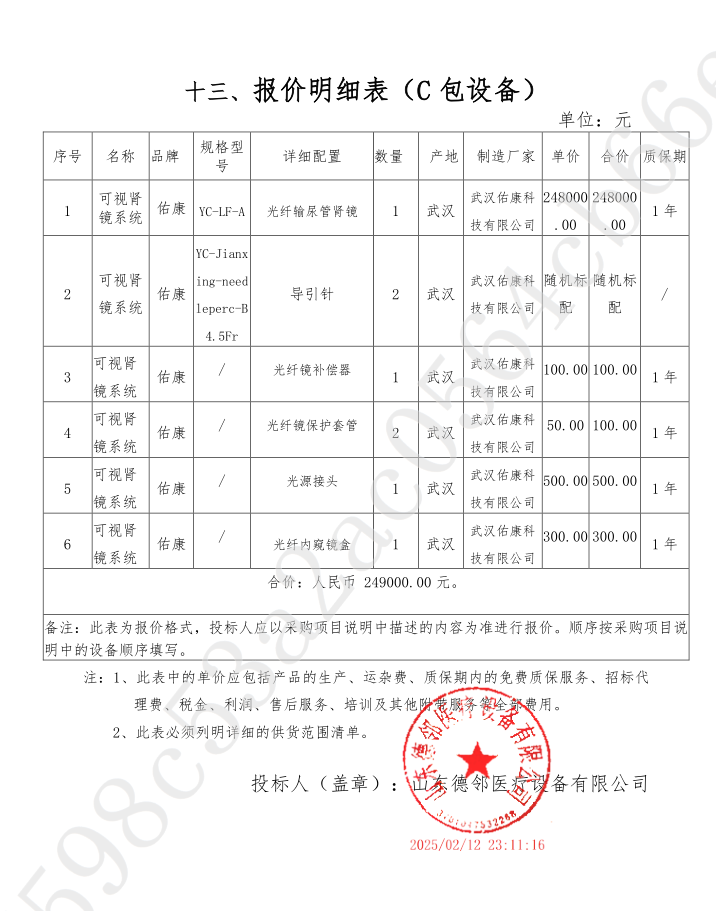 十三、报价明细表（C 包设备）
单位：元
序号 名称 品牌 规格型号 详细配置 数量 产地 制造厂家 单价 合价 质保期
1 可视肾镜系统 佑康 YC-LF-A 光纤输尿管肾镜 1 武汉 武汉佑康科技有限公司 248000.00 248000.00 1 年
2 可视肾镜系统 佑康 YC-Jianxing-needleperc-B4.5Fr 导引针 2 武汉 武汉佑康科技有限公司 随机标配 随机标配 /
3 可视肾镜系统 佑康 / 光纤镜补偿器 1 武汉 武汉佑康科技有限公司 100.00 100.00 1 年
4 可视肾镜系统 佑康 / 光纤镜保护套管 2 武汉 武汉佑康科技有限公司 50.00 100.00 1 年
5 可视肾镜系统 佑康 / 光源接头 1 武汉 武汉佑康科技有限公司 500.00 500.00 1 年
6 可视肾镜系统 佑康 / 光纤内窥镜盒 1 武汉 武汉佑康科技有限公司 300.00 300.00 1 年
合价：人民币 249000.00 元。
备注：此表为报价格式，投标人应以采购项目说明中描述的内容为准进行报价。顺序按采购项目说
明中的设备顺序填写。
注：1、此表中的单价应包括产品的生产、运杂费、质保期内的免费质保服务、招标代
理费、税金、利润、售后服务、培训及其他附带服务等全部费用。
2、此表必须列明详细的供货范围清单。
投标人（盖章）：山东德邻医疗设备有限公司
山东德邻医疗设备有限公司
3701047532268
2025/02/12 23:11:16